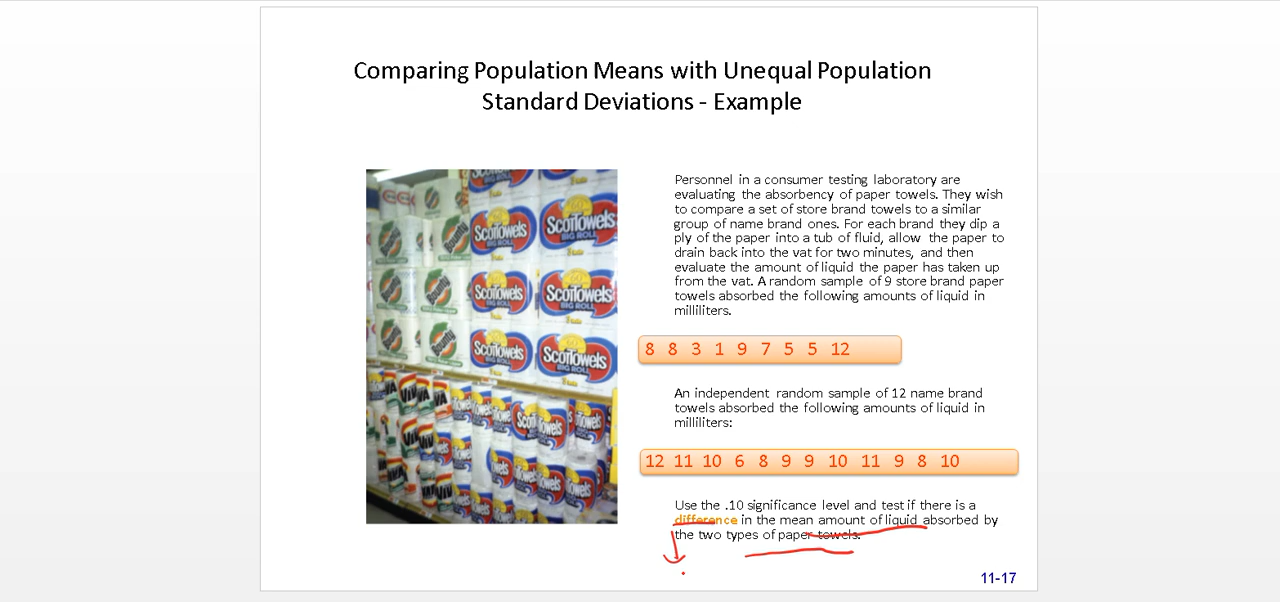 Comparing Population Means with Unequal Population
Standard Deviations - Example
Personnel in a consumer testing laboratory are
evaluating the absorbency of paper towels. They wish
to compare a set of store brand towels to a similar
group of name brand ones. For each brand they dip a
ply of the paper into a tub of fluid, allow the paper to
drain back into the vat for two minutes, and then
evaluate the amount of liquid the paper has taken up
from the vat. A random sample of 9 store brand paper
towels absorbed the following amounts of liquid in
milliliters.
8 8 3 1 9 7 5 5 12
An independent random sample of 12 name brand
towels absorbed the following amounts of liquid in
milliliters:
12 11 10 6 8 9 9 10 11 9 8 10
Use the .10 significance level and test if there is a
difference in the mean amount of liquid absorbed by
the two types of paper towels.
11-17
Bounty
ScotTowels
BIG ROLL
VIVA